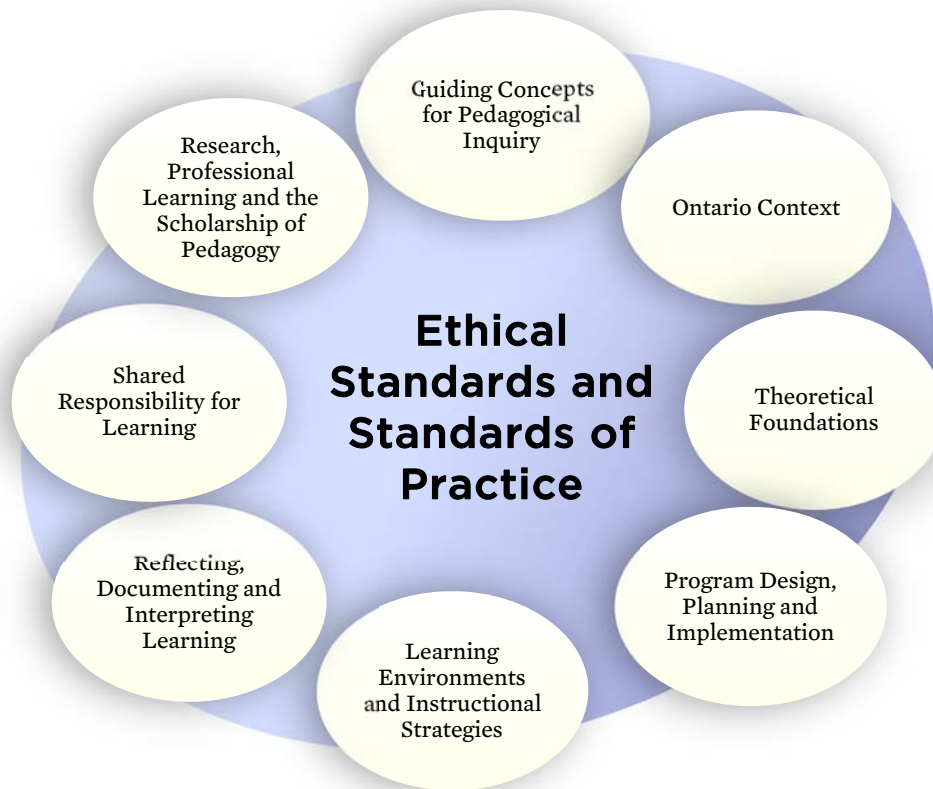 Guiding Concepts
for Pedagogical
Inquiry
Ontario Context
Theoretical
Foundations
Program Design,
Planning and
Implementation
Learning
Environments
and Instructional
Strategies
Reflecting,
Documenting and
Interpreting
Learning
Shared
Responsibility for
Learning
Research,
Professional
Learning and the
Scholarship of
Pedagogy
Ethical
Standards and
Standards of
Practice